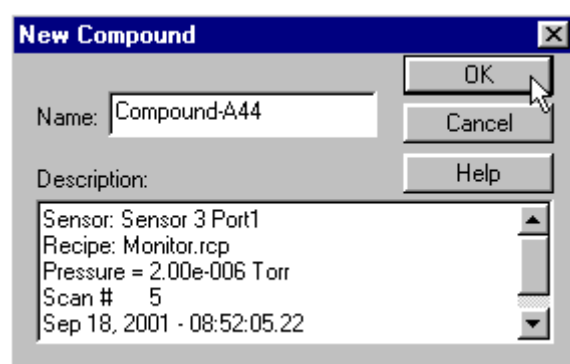 New Compound
OK
Name: Compound-A44
Cancel
Description:
Help
Sensor: Sensor 3 Port1
Recipe: Monitor.rcp
Pressure = 2.00e-006 Torr
Scan # 5
Sep 18, 2001 - 08:52:05.22